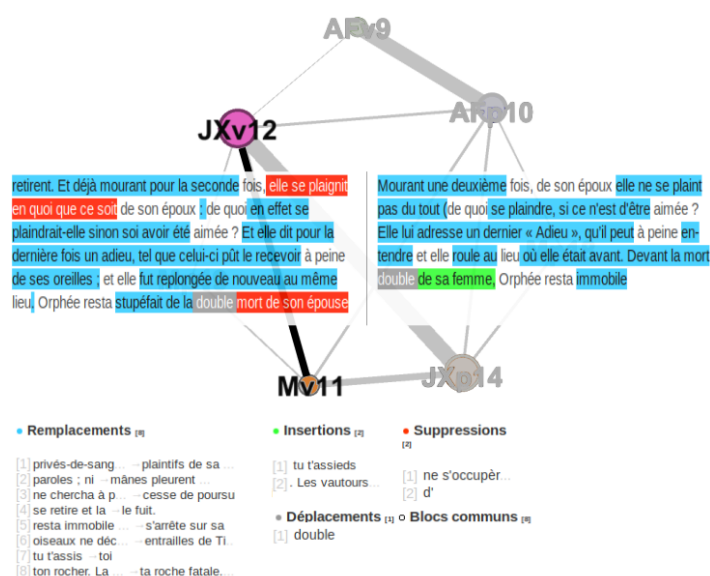 APv9
JXv12
APp10
retirent. Et déjà mourant pour la seconde fois, elle se plaignit
en quoi que ce soit de son époux : de quoi en effet se
plaindrait-elle sinon soi avoir été aimée ? Et elle dit pour la
dernière fois un adieu, tel que celui-ci pût le recevoir à peine
de ses oreilles ; et elle fut replongée de nouveau au même
lieu. Orphée resta stupéfait de la double mort de son épouse
Mourant une deuxième fois, de son époux elle ne se plaint
pas du tout (de quoi se plaindre, si ce n'est d'être aimée ?
Elle lui adresse un dernier « Adieu », qu'il peut à peine en-
tendre et elle roule au lieu où elle était avant. Devant la mort
double de sa femme, Orphée resta immobile
Mv11
JXp14
• Remplacements [8]
[1] privés-de-sang... →plaintifs de sa ...
[2] paroles ; ni →mânes pleurent ...
[3] ne chercha à p... →cesse de poursu
[4] se retire et la →le fuit.
[5] resta immobile ... →s'arrête sur sa
[6] oiseaux ne déc... →entrailles de Ti...
[7] tu t'assis →toi
[8] ton rocher. La ... →ta roche fatale....
• Insertions [2]
[1] tu t'assieds
[2] . Les vautours...
• Suppressions
[2]
[1] ne s'occupèr...
[2] d'
• Déplacements [1] o Blocs communs [8]
[1] double